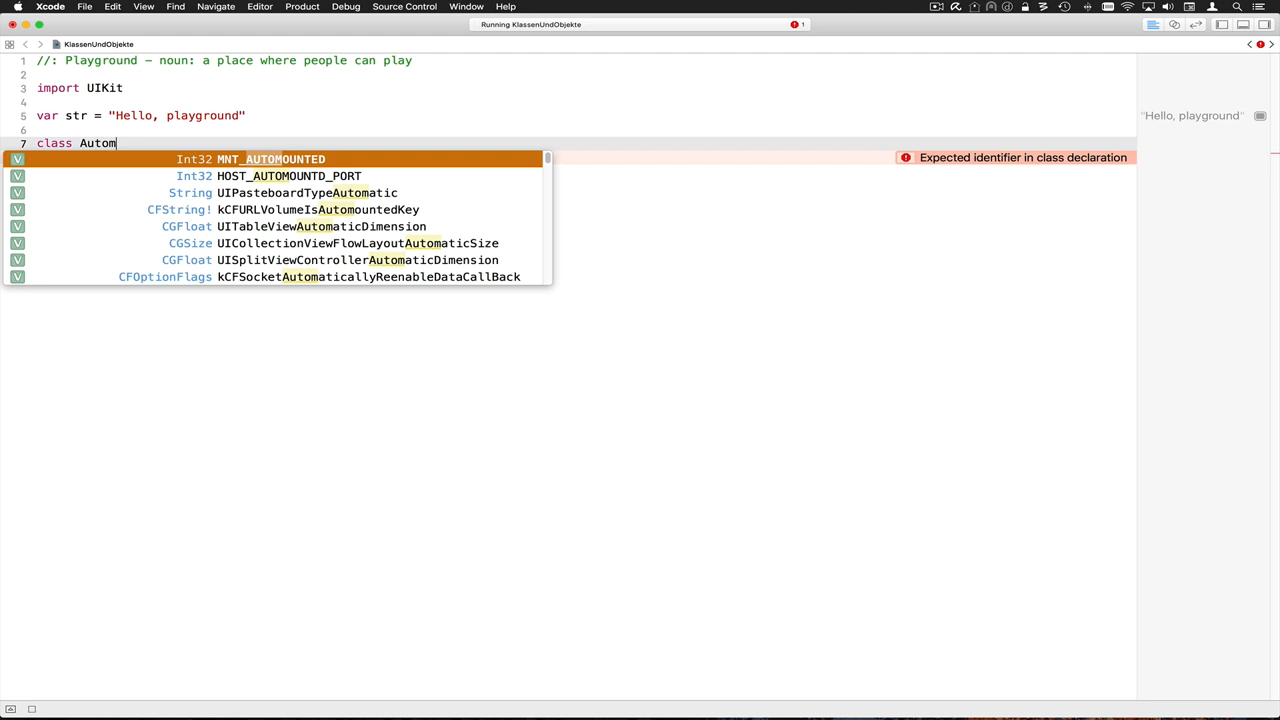 Xcode File Edit View Find Navigate Editor Product Debug Source Control Window Help
Running KlassenUndObjekte 1
KlassenUndObjekte
1 //: Playground – noun: a place where people can play
2
3 import UIKit
4
5 var str = "Hello, playground" "Hello, playground"
6
7 class Autom
Expected identifier in class declaration
V Int32 MNT_AUTOMOUNTED
V Int32 HOST_AUTOMOUNTD_PORT
V String UIPasteboardTypeAutomatic
V CFString! kCFURLVolumeIsAutomountedKey
V CGFloat UITableViewAutomaticDimension
V CGSize UICollectionViewFlowLayoutAutomaticSize
V CGFloat UISplitViewControllerAutomaticDimension
V CFOptionFlags kCFSocketAutomaticallyReenableDataCallBack